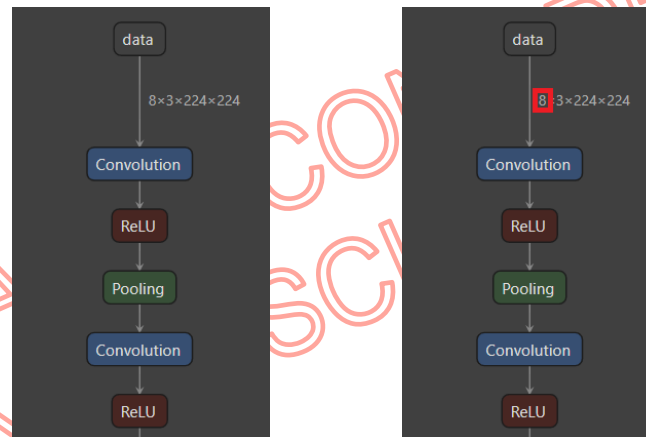 data
8×3×224×224
Convolution
ReLU
Pooling
Convolution
ReLU
data
8×3×224×224
Convolution
ReLU
Pooling
Convolution
ReLU